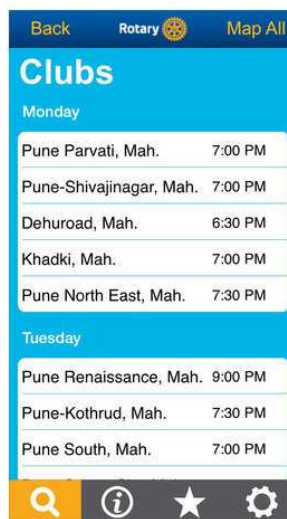 Back Rotary Map All
Clubs
Monday
Pune Parvati, Mah. 7:00 PM
Pune-Shivajinagar, Mah. 7:00 PM
Dehuroad, Mah. 6:30 PM
Khadki, Mah. 7:00 PM
Pune North East, Mah. 7:30 PM
Tuesday
Pune Renaissance, Mah. 9:00 PM
Pune-Kothrud, Mah. 7:30 PM
Pune South, Mah. 7:00 PM